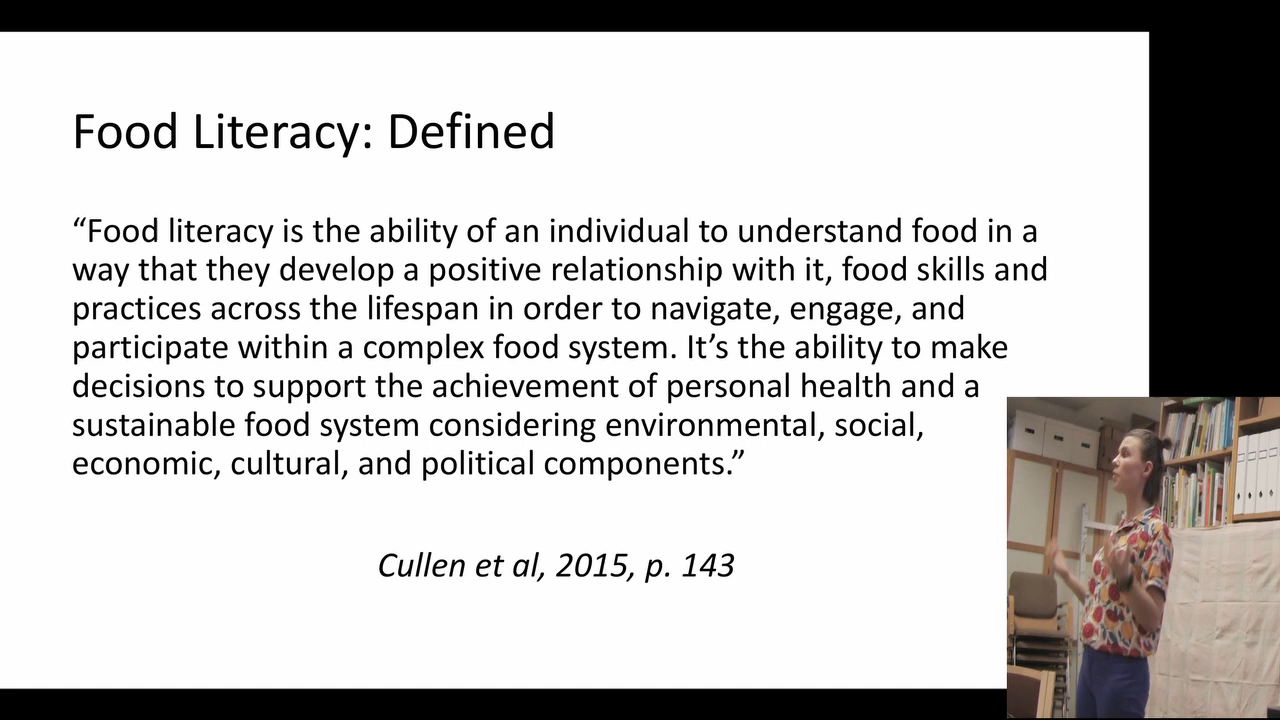 Food Literacy: Defined
“Food literacy is the ability of an individual to understand food in a
way that they develop a positive relationship with it, food skills and
practices across the lifespan in order to navigate, engage, and
participate within a complex food system. It’s the ability to make
decisions to support the achievement of personal health and a
sustainable food system considering environmental, social,
economic, cultural, and political components.”
Cullen et al, 2015, p. 143